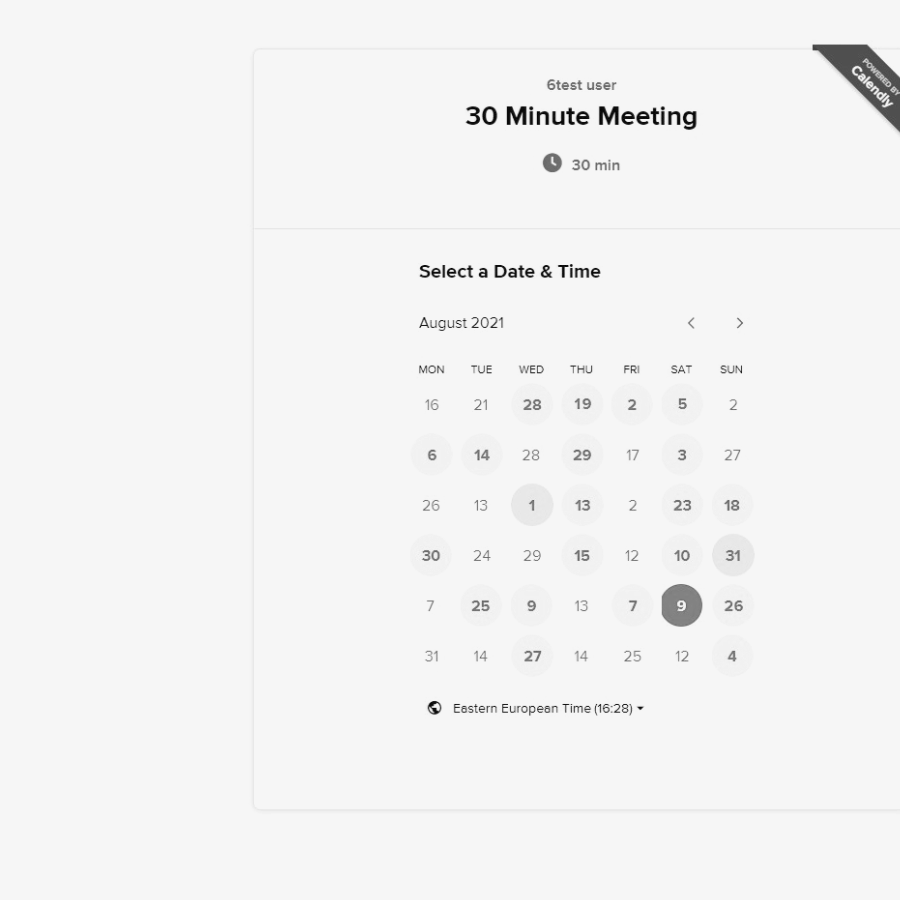 POWERED BY
Calendly
6test user
30 Minute Meeting
30 min
Select a Date & Time
August 2021
MON TUE WED THU FRI SAT SUN
16 21 28 19 2 5 2
6 14 28 29 17 3 27
26 13 1 13 2 23 18
30 24 29 15 12 10 31
7 25 9 13 7 9 26
31 14 27 14 25 12 4
Eastern European Time (16:28)